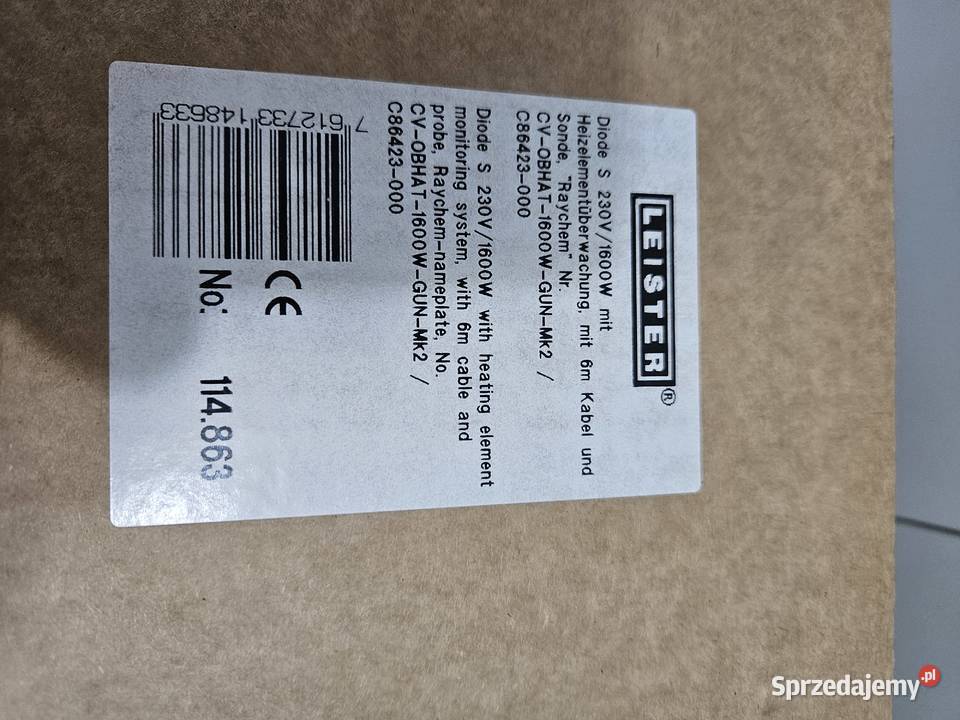 LEISTER®
Diode S 230V/1600W mit
Heizelementüberwachung, mit 6m Kabel und
Sonde, "Raychem" Nr.
CV-OBHAT-1600W-GUN-Mk2 /
C86423-000
Diode S 230V/1600W with heating element
monitoring system, with 6m cable and
probe, Raychem-nameplate, No.
CV-OBHAT-1600W-GUN-Mk2 /
C86423-000
7 612733 148633
CE
No: 114.863
Sprzedajemy.pl